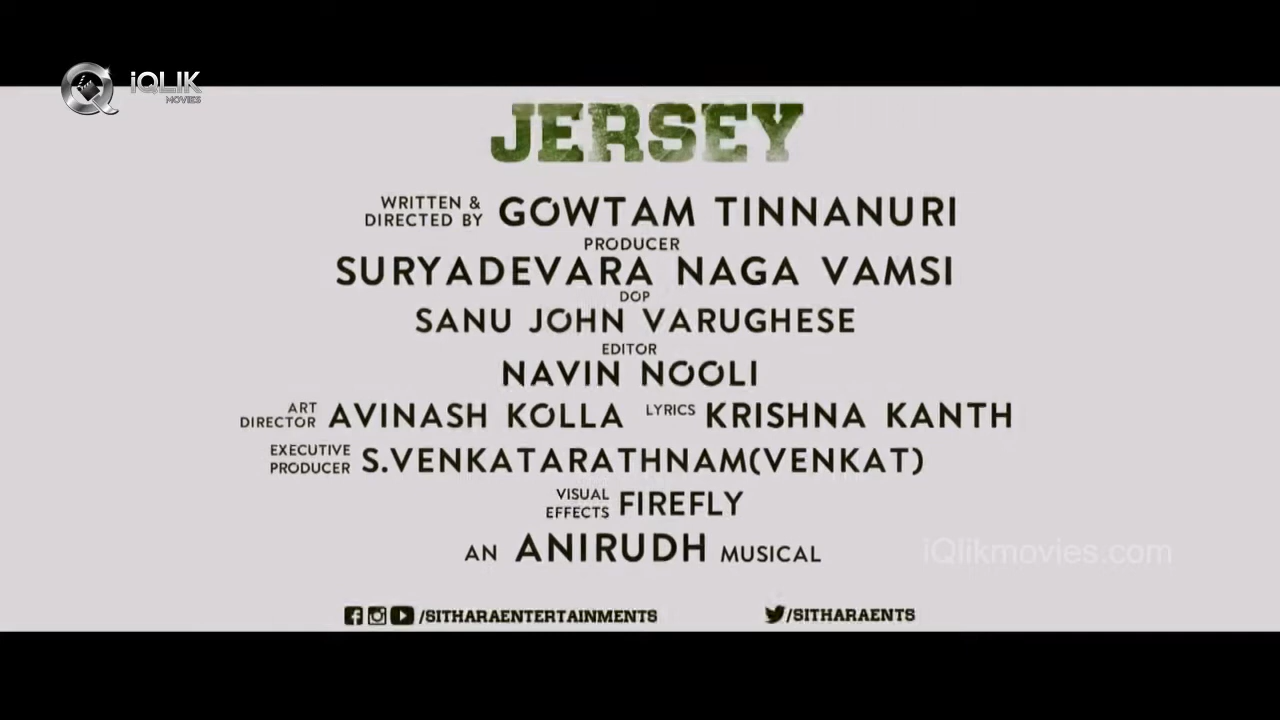 iQLIK
MOVIES
JERSEY
WRITTEN &
DIRECTED BY GOWTAM TINNANURI
PRODUCER
SURYADEVARA NAGA VAMSI
DOP
SANU JOHN VARUGHESE
EDITOR
NAVIN NOOLI
ART
DIRECTOR AVINASH KOLLA LYRICS KRISHNA KANTH
EXECUTIVE
PRODUCER S.VENKATARATHNAM(VENKAT)
VISUAL
EFFECTS FIREFLY
AN ANIRUDH MUSICAL
iQlikmovies.com
/SITHARAENTERTAINMENTS /SITHARAENTS